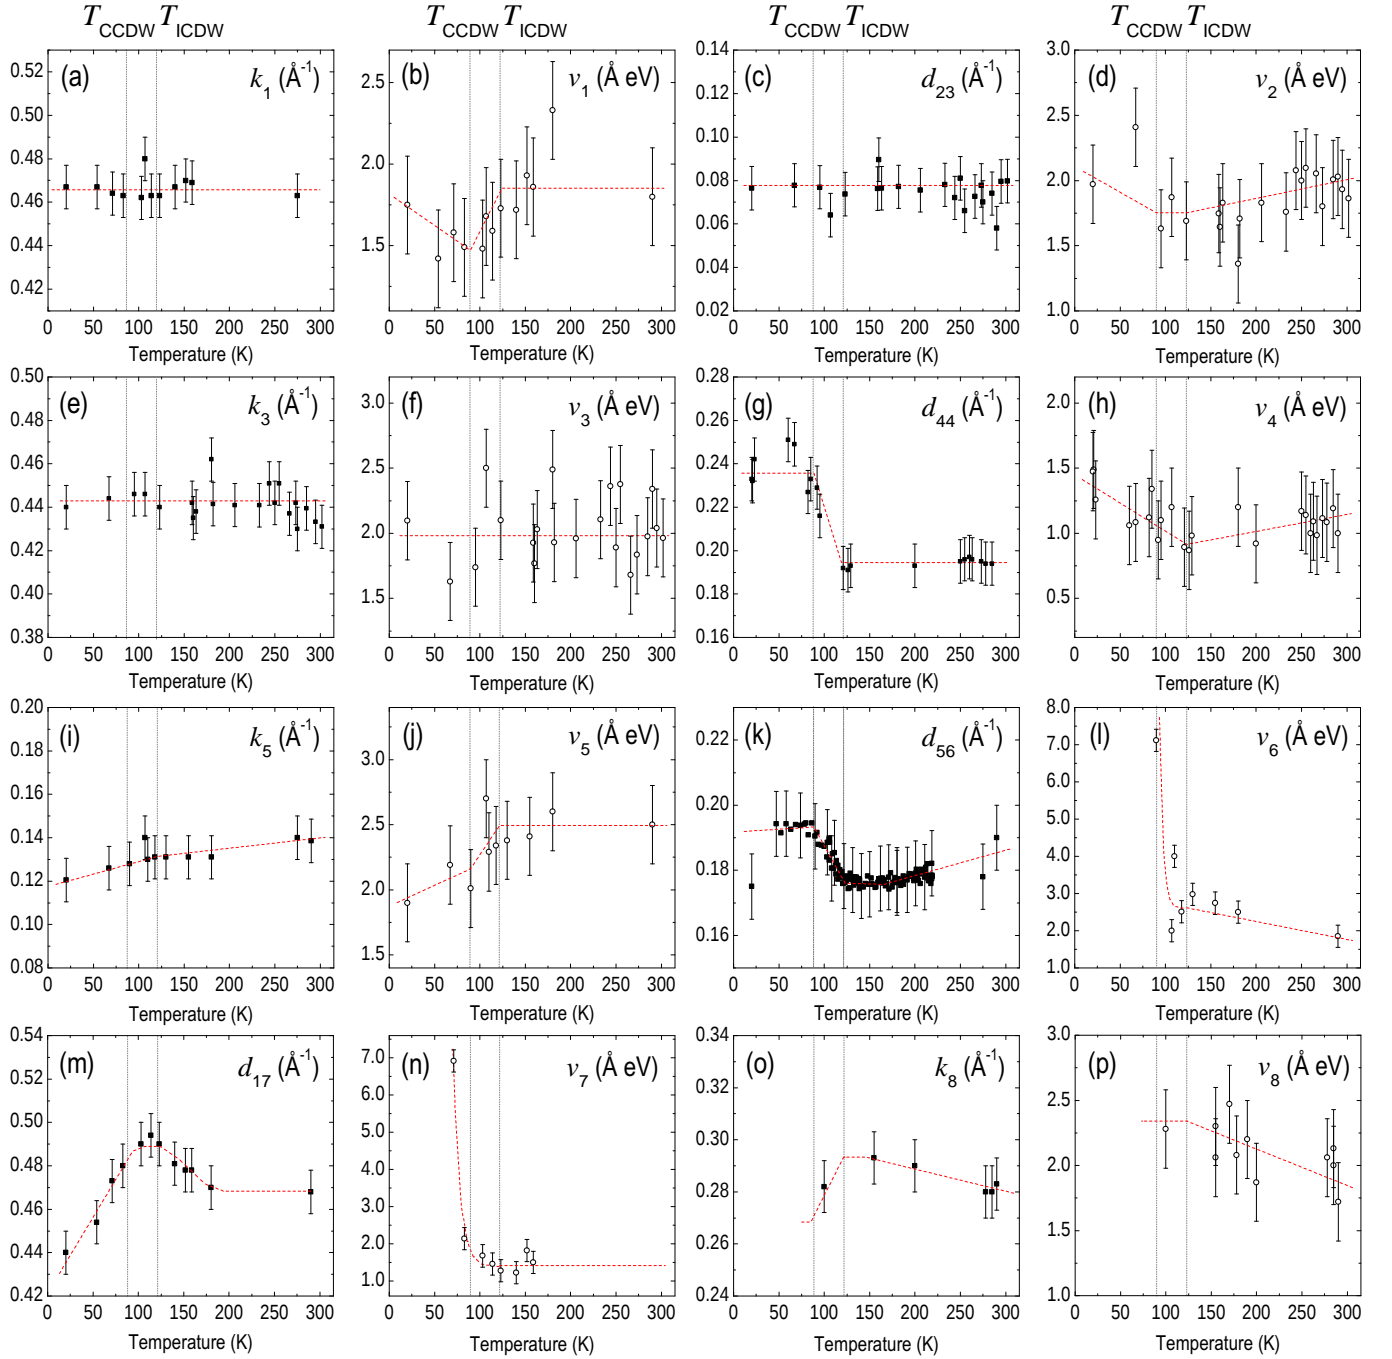 T_CCDW T_ICDW T_CCDW T_ICDW T_CCDW T_ICDW T_CCDW T_ICDW
(a) k_1 (Å^-1)
0.52
0.50
0.48
0.46
0.44
0.42
0 50 100 150 200 250 300
Temperature (K)
(b) v_1 (Å eV)
2.5
2.0
1.5
0 50 100 150 200 250 300
Temperature (K)
(c) d_23 (Å^-1)
0.14
0.12
0.10
0.08
0.06
0.04
0.02
0 50 100 150 200 250 300
Temperature (K)
(d) v_2 (Å eV)
3.0
2.5
2.0
1.5
1.0
0 50 100 150 200 250 300
Temperature (K)
(e) k_3 (Å^-1)
0.50
0.48
0.46
0.44
0.42
0.40
0.38
0 50 100 150 200 250 300
Temperature (K)
(f) v_3 (Å eV)
3.0
2.5
2.0
1.5
0 50 100 150 200 250 300
Temperature (K)
(g) d_44 (Å^-1)
0.28
0.26
0.24
0.22
0.20
0.18
0.16
0 50 100 150 200 250 300
Temperature (K)
(h) v_4 (Å eV)
2.0
1.5
1.0
0.5
0 50 100 150 200 250 300
Temperature (K)
(i) k_5 (Å^-1)
0.20
0.18
0.16
0.14
0.12
0.10
0.08
0 50 100 150 200 250 300
Temperature (K)
(j) v_5 (Å eV)
3.0
2.5
2.0
1.5
0 50 100 150 200 250 300
Temperature (K)
(k) d_56 (Å^-1)
0.22
0.20
0.18
0.16
0 50 100 150 200 250 300
Temperature (K)
(l) v_6 (Å eV)
8.0
7.0
6.0
5.0
4.0
3.0
2.0
1.0
0 50 100 150 200 250 300
Temperature (K)
(m) d_17 (Å^-1)
0.54
0.52
0.50
0.48
0.46
0.44
0.42
0 50 100 150 200 250 300
Temperature (K)
(n) v_7 (Å eV)
7.0
6.0
5.0
4.0
3.0
2.0
1.0
0 50 100 150 200 250 300
Temperature (K)
(o) k_8 (Å^-1)
0.34
0.32
0.30
0.28
0.26
0.24
0 50 100 150 200 250 300
Temperature (K)
(p) v_8 (Å eV)
3.0
2.5
2.0
1.5
1.0
0 50 100 150 200 250 300
Temperature (K)